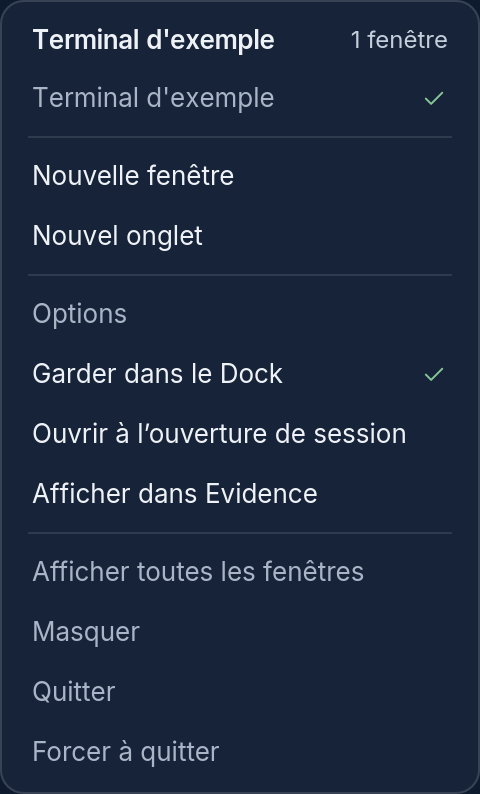 Terminal d'exemple 1 fenêtre
Terminal d'exemple
Nouvelle fenêtre
Nouvel onglet
Options
Garder dans le Dock
Ouvrir à l’ouverture de session
Afficher dans Evidence
Afficher toutes les fenêtres
Masquer
Quitter
Forcer à quitter